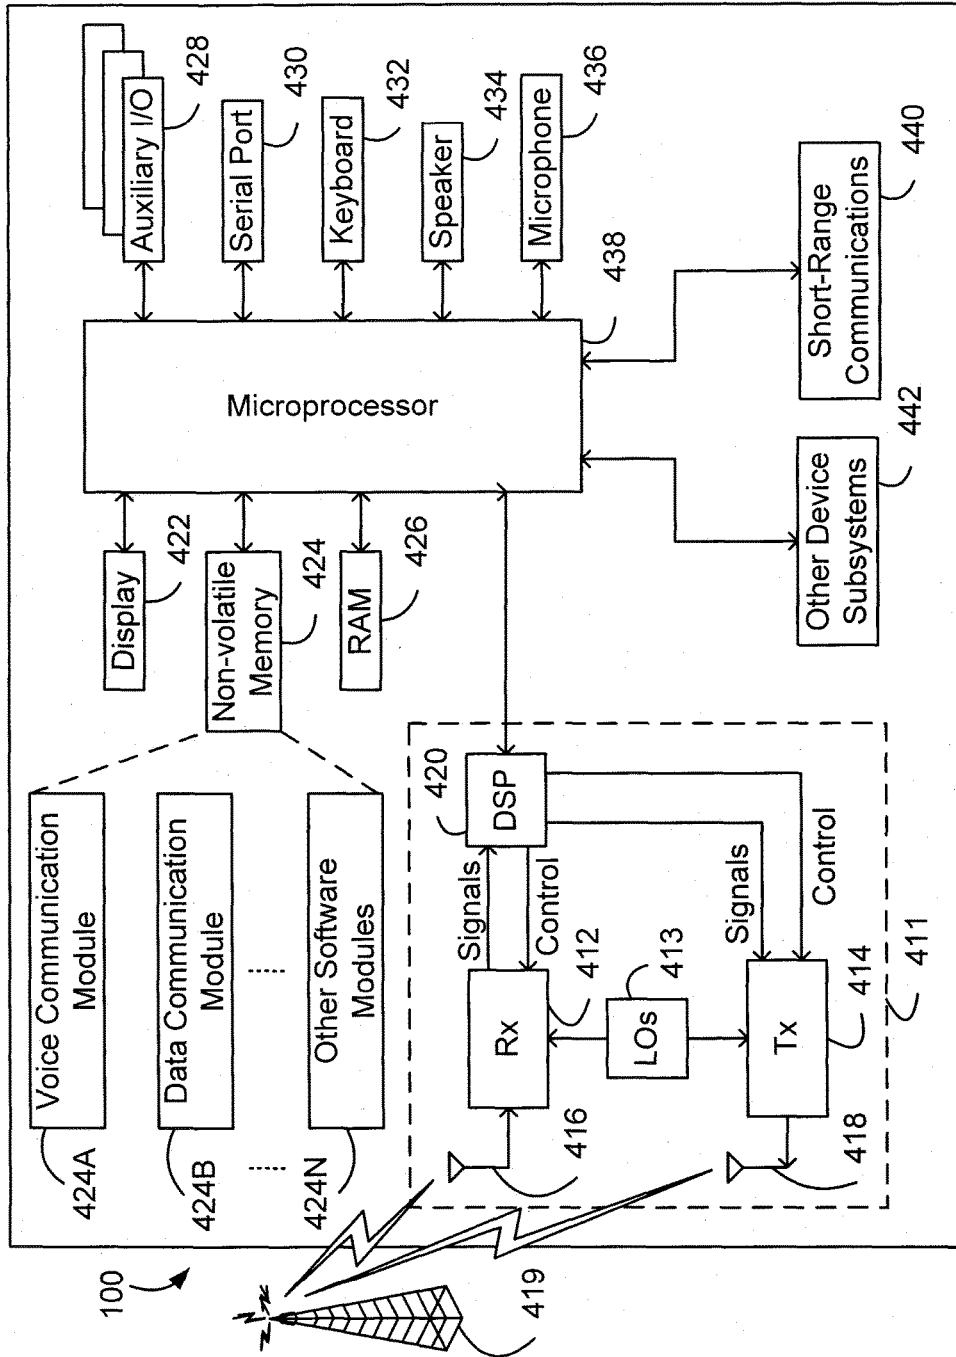 100
419
424A
Voice Communication
Module
424B
Data Communication
Module
424N
Other Software
Modules
Display
422
Non-volatile
Memory
424
RAM
426
Microprocessor
438
Auxiliary I/O
428
Serial Port
430
Keyboard
432
Speaker
434
Microphone
436
Short-Range
Communications
440
Other Device
Subsystems
442
416
Rx
412
Signals
Control
DSP
420
LOs
413
418
Tx
414
Signals
Control
411